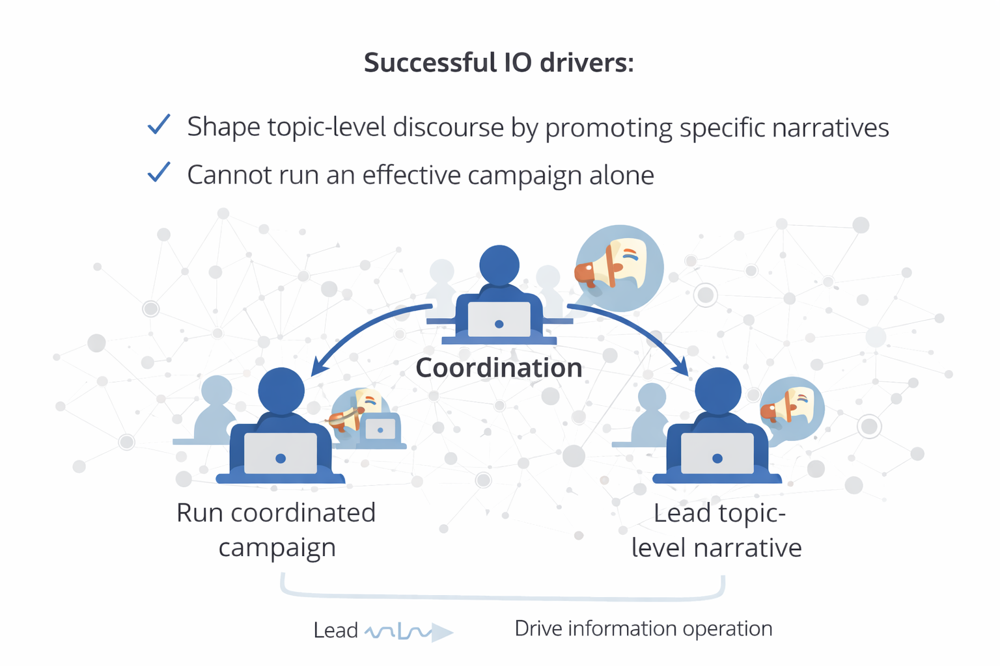 Successful IO drivers:
Shape topic-level discourse by promoting specific narratives
Cannot run an effective campaign alone
Coordination
Run coordinated
campaign
Lead topic-
level narrative
Lead
Drive information operation